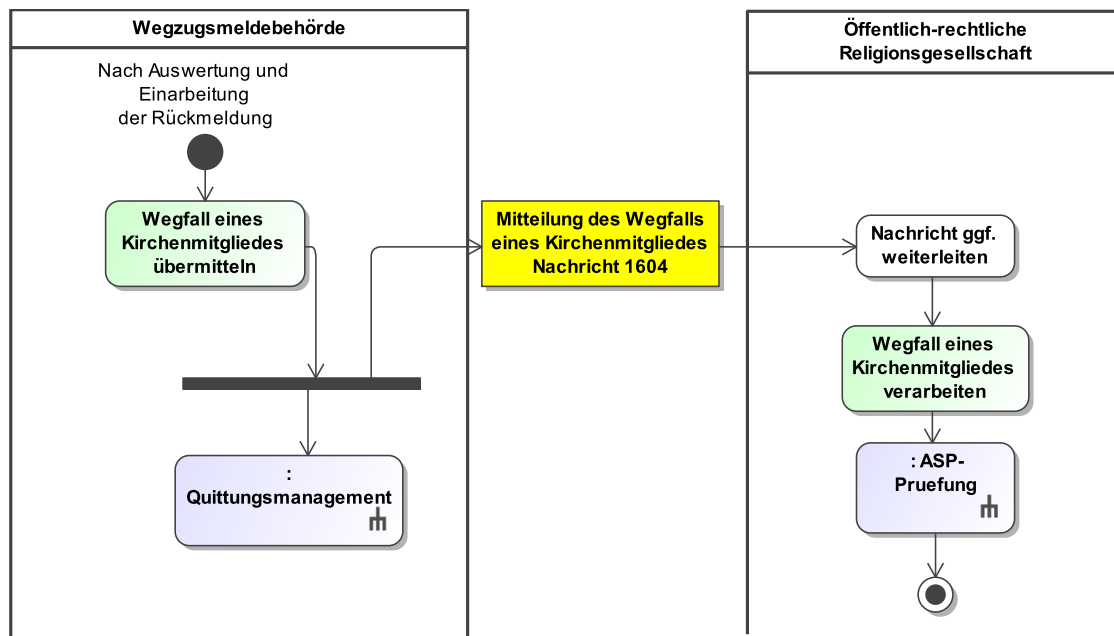 Wegzugsmeldebehörde
Nach Auswertung und
Einarbeitung
der Rückmeldung
Wegfall eines
Kirchenmitgliedes
übermitteln
:
Quittungsmanagement
Mitteilung des Wegfalls
eines Kirchenmitgliedes
Nachricht 1604
Öffentlich-rechtliche
Religionsgesellschaft
Nachricht ggf.
weiterleiten
Wegfall eines
Kirchenmitgliedes
verarbeiten
: ASP-
Pruefung